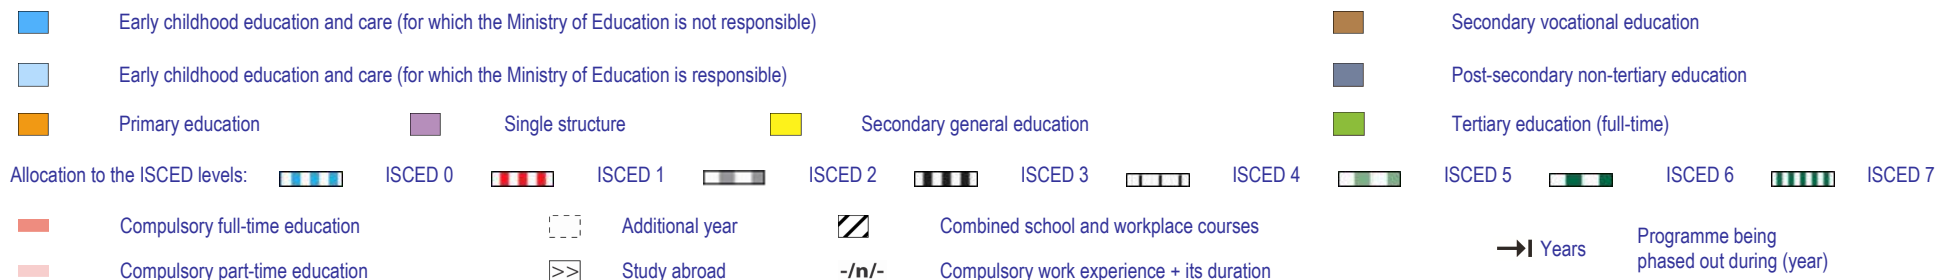 Early childhood education and care (for which the Ministry of Education is not responsible)
Secondary vocational education
Early childhood education and care (for which the Ministry of Education is responsible)
Post-secondary non-tertiary education
Primary education
Single structure
Secondary general education
Tertiary education (full-time)
Allocation to the ISCED levels:
ISCED 0
ISCED 1
ISCED 2
ISCED 3
ISCED 4
ISCED 5
ISCED 6
ISCED 7
Compulsory full-time education
Additional year
Combined school and workplace courses
Years
Programme being
phased out during (year)
Compulsory part-time education
>>
Study abroad
-/n/-
Compulsory work experience + its duration